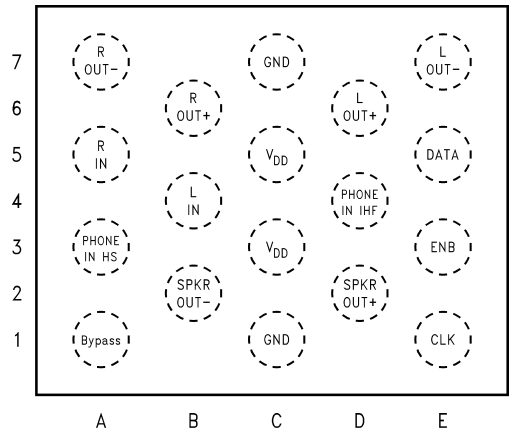 7
R
OUT−
GND
L
OUT−
6
R
OUT+
L
OUT+
5
R
IN
VDD
DATA
4
L
IN
PHONE
IN IHF
3
PHONE
IN HS
VDD
ENB
2
SPKR
OUT−
SPKR
OUT+
1
Bypass
GND
CLK
A B C D E